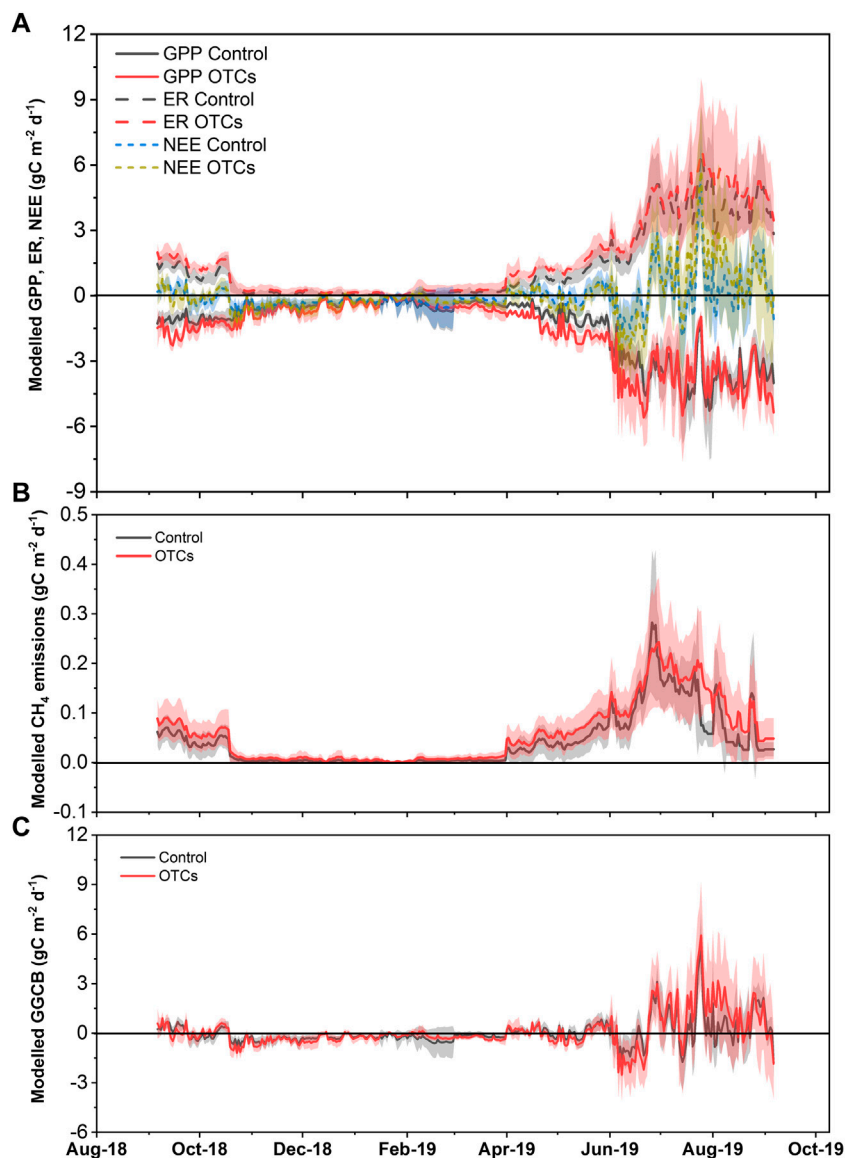 A
12
9
6
3
0
-3
-6
-9
Modelled GPP, ER, NEE (gC m⁻² d⁻¹)
GPP Control
GPP OTCs
ER Control
ER OTCs
NEE Control
NEE OTCs
B
0.5
0.4
0.3
0.2
0.1
0.0
-0.1
Modelled CH₄ emissions (gC m⁻² d⁻¹)
Control
OTCs
C
12
9
6
3
0
-3
-6
Modelled GGCB (gC m⁻² d⁻¹)
Control
OTCs
Aug-18 Oct-18 Dec-18 Feb-19 Apr-19 Jun-19 Aug-19 Oct-19